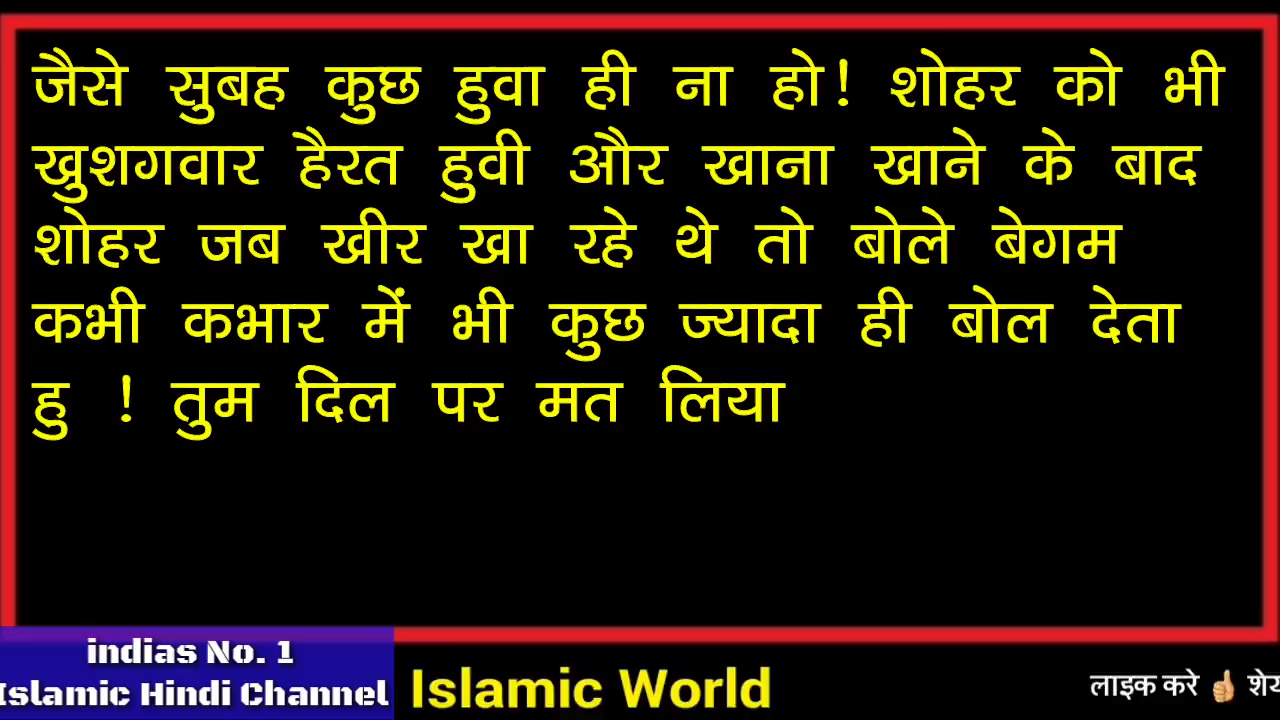 जैसे सुबह कुछ हुवा ही ना हो! शोहर को भी
खुशगवार हैरत हुवी और खाना खाने के बाद
शोहर जब खीर खा रहे थे तो बोले बेगम
कभी कभार में भी कुछ ज्यादा ही बोल देता
हु ! तुम दिल पर मत लिया
indias No. 1
Islamic Hindi Channel
Islamic World
लाइक करे 👍